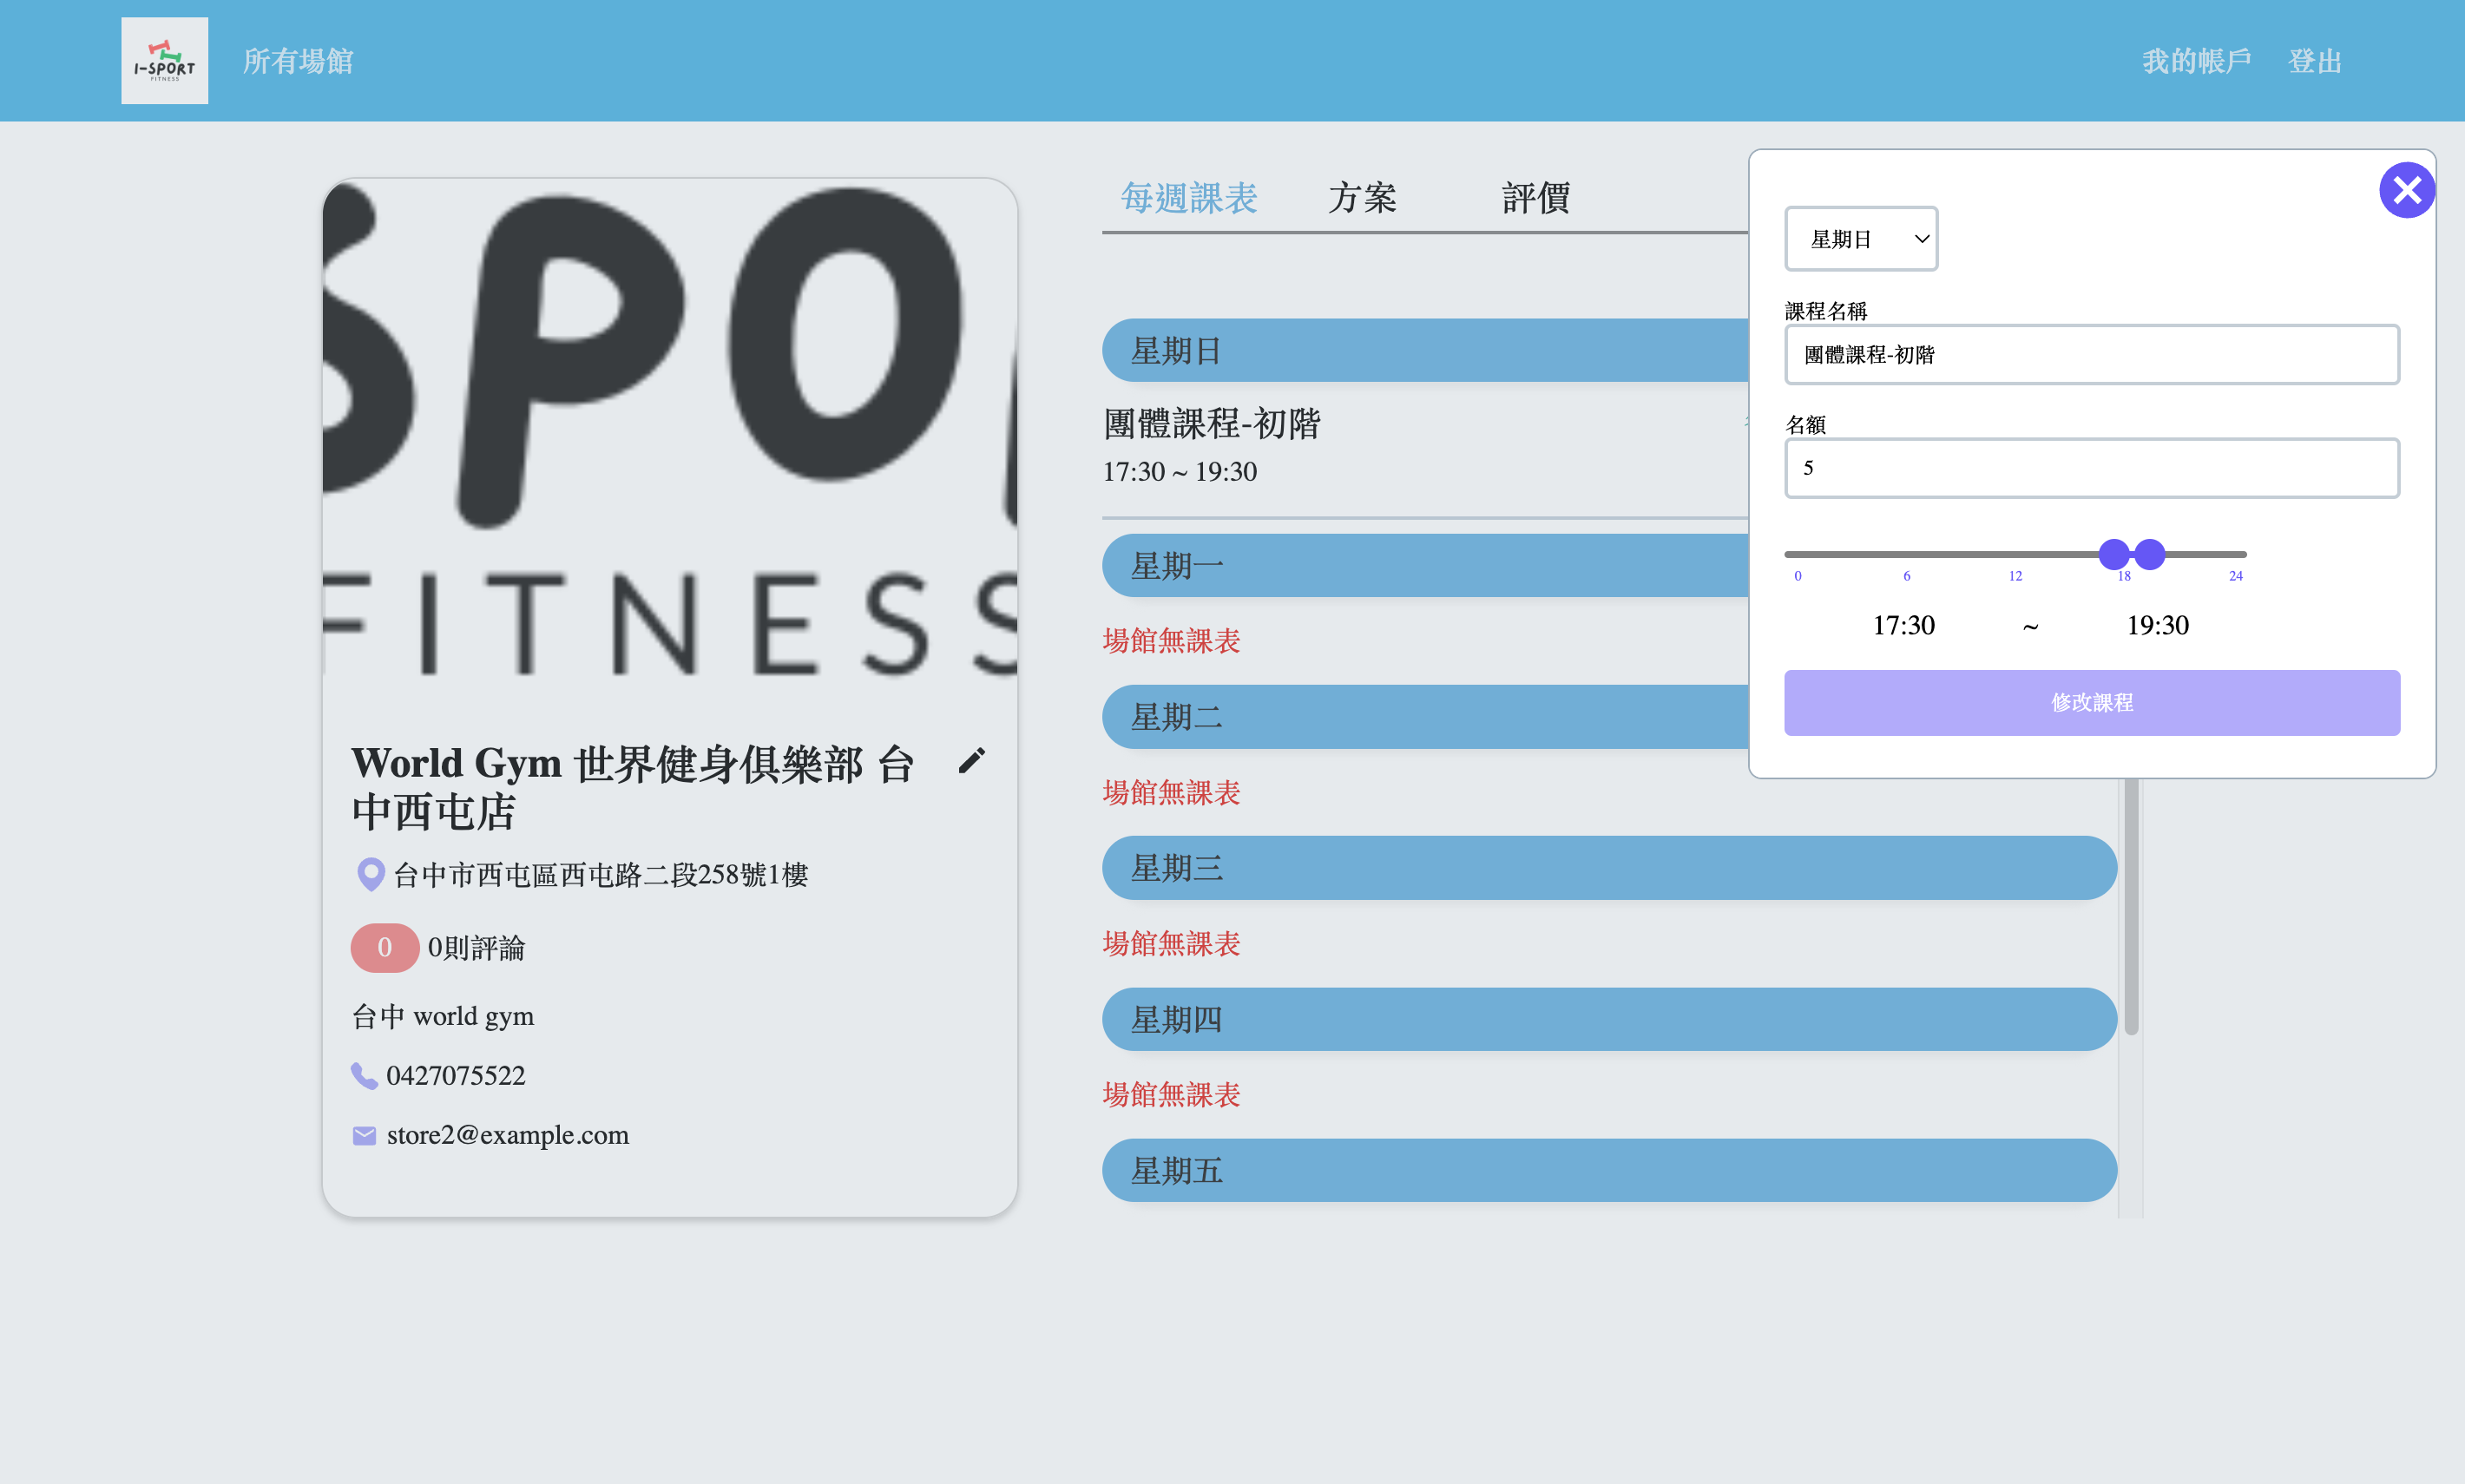 I-SPORT
FITNESS
所有場館
我的帳戶
登出
SPO
FITNESS
World Gym 世界健身俱樂部 台
中西屯店
台中市西屯區西屯路二段258號1樓
0
0則評論
台中 world gym
0427075522
store2@example.com
每週課表
方案
評價
星期日
團體課程-初階
17:30 ~ 19:30
星期一
場館無課表
星期二
場館無課表
星期三
場館無課表
星期四
場館無課表
星期五
星期日
課程名稱
團體課程-初階
名額
5
0 6 12 18 24
17:30 ~ 19:30
修改課程